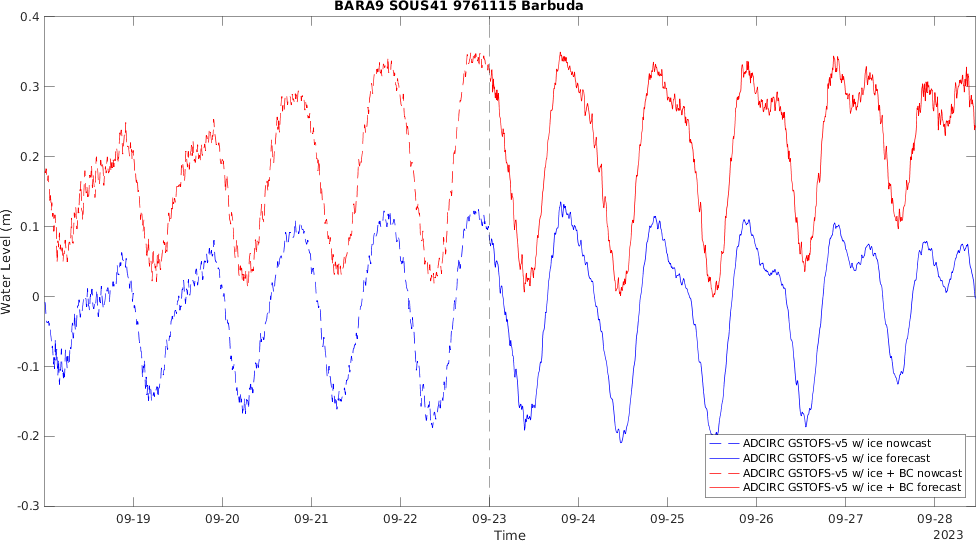 BARA9 SOUS41 9761115 Barbuda
Water Level (m)
0.4
0.3
0.2
0.1
0
-0.1
-0.2
-0.3
ADCIRC GSTOFS-v5 w/ ice nowcast
ADCIRC GSTOFS-v5 w/ ice forecast
ADCIRC GSTOFS-v5 w/ ice + BC nowcast
ADCIRC GSTOFS-v5 w/ ice + BC forecast
09-19 09-20 09-21 09-22 09-23 09-24 09-25 09-26 09-27 09-28
2023
Time